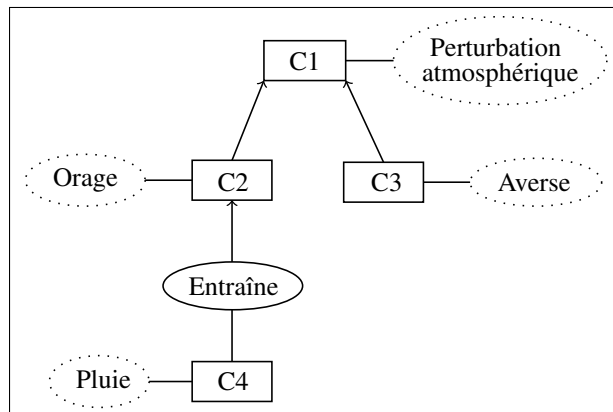 C1
Perturbation
atmosphérique
Orage
C2
C3
Averse
Entraîne
Pluie
C4